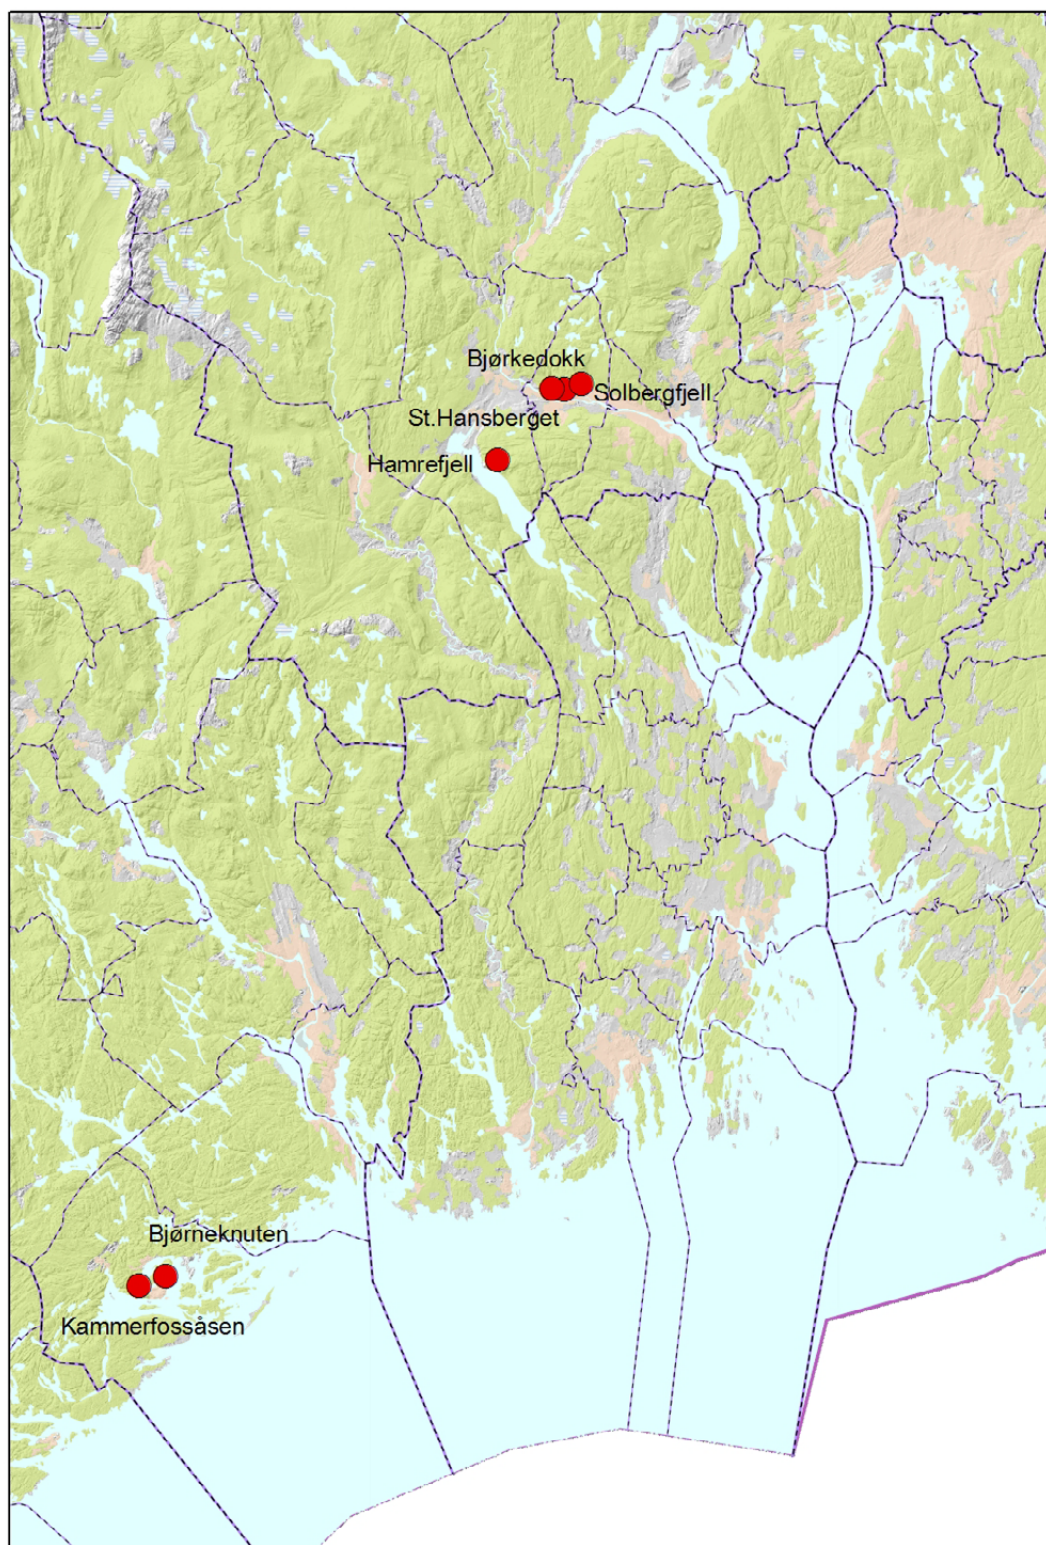 Bjørkedokk
Solbergfjell
St.Hansberget
Hamrefjell
Bjørneknuten
Kammerfossåsen